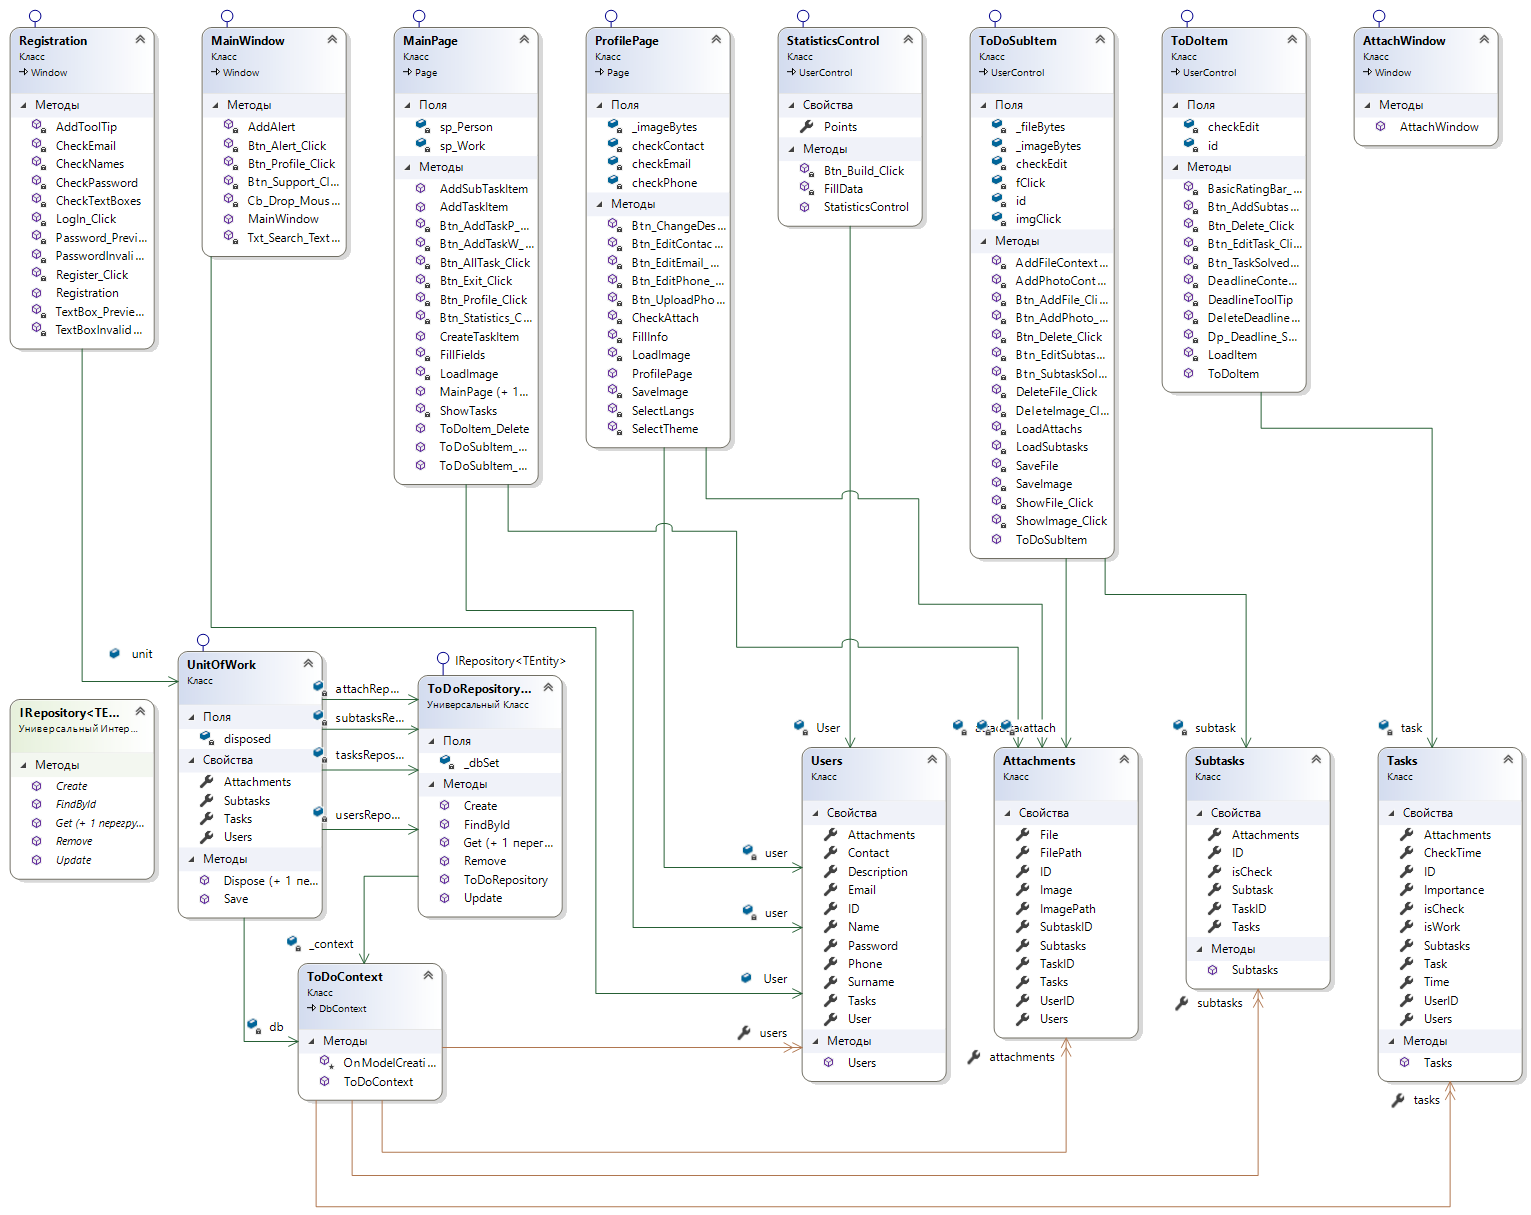 Registration
Класс
Window
Методы
AddToolTip
CheckEmail
CheckNames
CheckPassword
CheckTextBoxes
LogIn_Click
Password_Previ...
PasswordInvali...
Register_Click
Registration
TextBox_Previe...
TextBoxInvalid...
MainWindow
Класс
Window
Методы
AddAlert
Btn_Alert_Click
Btn_Profile_Click
Btn_Support_Cl...
Cb_Drop_Mous...
MainWindow
Txt_Search_Text...
MainPage
Класс
Page
Поля
sp_Person
sp_Work
Методы
AddSubTaskItem
AddTaskItem
Btn_AddTaskP_...
Btn_AddTaskW_...
Btn_AllTask_Click
Btn_Exit_Click
Btn_Profile_Click
Btn_Statistics_C...
CreateTaskItem
FillFields
LoadImage
MainPage (+ 1...
ShowTasks
ToDoItem_Delete
ToDoSubItem_...
ToDoSubItem_...
ProfilePage
Класс
Page
Поля
_imageBytes
checkContact
checkEmail
checkPhone
Методы
Btn_ChangeDes...
Btn_EditContac...
Btn_EditEmail_...
Btn_EditPhone_...
Btn_UploadPho...
CheckAttach
FillInfo
LoadImage
ProfilePage
SaveImage
SelectLangs
SelectTheme
StatisticsControl
Класс
UserControl
Свойства
Points
Методы
Btn_Build_Click
FillData
StatisticsControl
ToDoSubItem
Класс
UserControl
Поля
_fileBytes
_imageBytes
checkEdit
fClick
id
imgClick
Методы
AddFileContext...
AddPhotoCont...
Btn_AddFile_Cli...
Btn_AddPhoto_...
Btn_Delete_Click
Btn_EditSubtas...
Btn_SubtaskSol...
DeleteFile_Click
DeleteImage_Cl...
LoadAttachs
LoadSubtasks
SaveFile
SaveImage
ShowFile_Click
ShowImage_Click
ToDoSubItem
ToDoItem
Класс
UserControl
Поля
checkEdit
id
Методы
BasicRatingBar_...
Btn_AddSubtas...
Btn_Delete_Click
Btn_EditTask_Cli...
Btn_TaskSolved...
DeadlineConte...
DeadlineToolTip
DeleteDeadline...
Dp_Deadline_S...
LoadItem
ToDoItem
AttachWindow
Класс
Window
Методы
AttachWindow
unit
UnitOfWork
Класс
Поля
disposed
Свойства
Attachments
Subtasks
Tasks
Users
Методы
Dispose (+ 1 пе...
Save
IRepository<TE...
Универсальный Интер...
Методы
Create
FindById
Get (+ 1 перегру...
Remove
Update
attachRep...
subtasksRe...
tasksRepos...
usersRepo...
IRepository<TEntity>
ToDoRepository...
Универсальный Класс
Поля
_dbSet
Методы
Create
FindById
Get (+ 1 перег...
Remove
ToDoRepository
Update
_context
db
ToDoContext
Класс
DbContext
Методы
OnModelCreati...
ToDoContext
User
user
user
User
users
Users
Класс
Свойства
Attachments
Contact
Description
Email
ID
Name
Password
Phone
Surname
Tasks
User
Методы
Users
attach
Attachments
Класс
Свойства
File
FilePath
ID
Image
ImagePath
SubtaskID
Subtasks
TaskID
Tasks
UserID
Users
attachments
subtask
Subtasks
Класс
Свойства
Attachments
ID
isCheck
Subtask
TaskID
Tasks
Методы
Subtasks
subtasks
task
Tasks
Класс
Свойства
Attachments
CheckTime
ID
Importance
isCheck
isWork
Subtasks
Task
Time
UserID
Users
Методы
Tasks
tasks